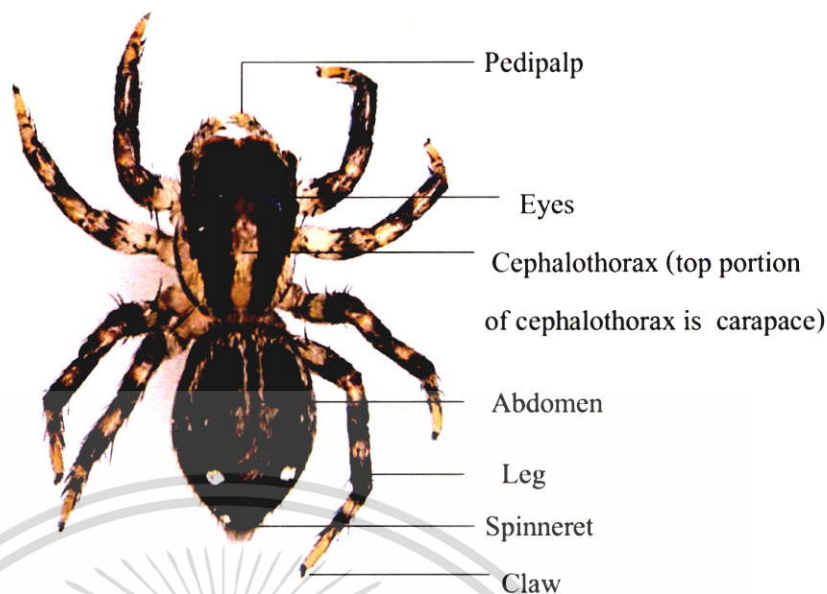 Pedipalp
Eyes
Cephalothorax (top portion
of cephalothorax is carapace)
Abdomen
Leg
Spinneret
Claw